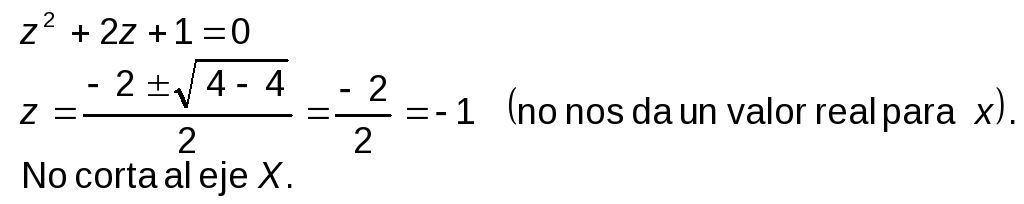 z² + 2z + 1 = 0
z = (- 2 ± √(4 - 4))/2 = (- 2)/2 = - 1 (no nos da un valor real para x).
No corta al eje X.